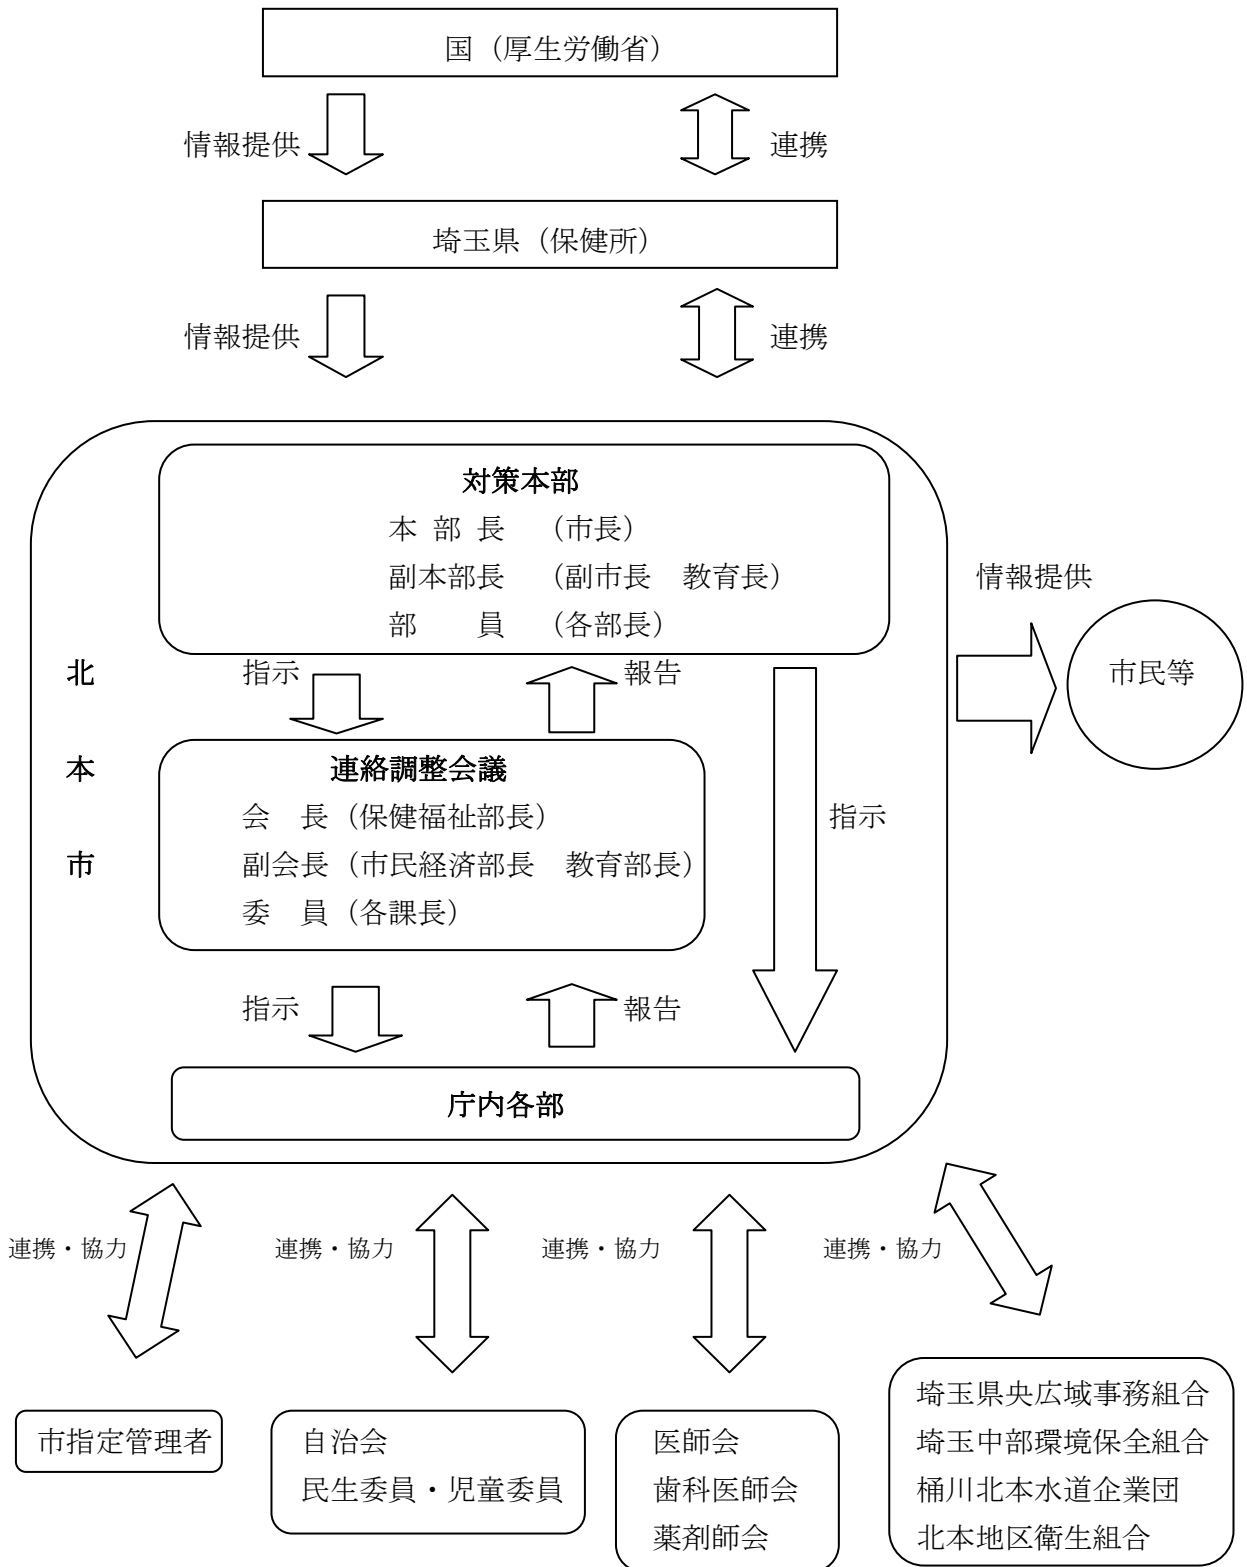 国（厚生労働省）
情報提供
連携
埼玉県（保健所）
情報提供
連携
対策本部
本 部 長　（市長）
副本部長　（副市長　教育長）
部　　員　（各部長）
情報提供
市民等
北
本
市
指示
報告
連絡調整会議
会　長（保健福祉部長）
副会長（市民経済部長　教育部長）
委　員（各課長）
指示
指示
報告
庁内各部
連携・協力
連携・協力
連携・協力
連携・協力
市指定管理者
自治会
民生委員・児童委員
医師会
歯科医師会
薬剤師会
埼玉県央広域事務組合
埼玉中部環境保全組合
桶川北本水道企業団
北本地区衛生組合